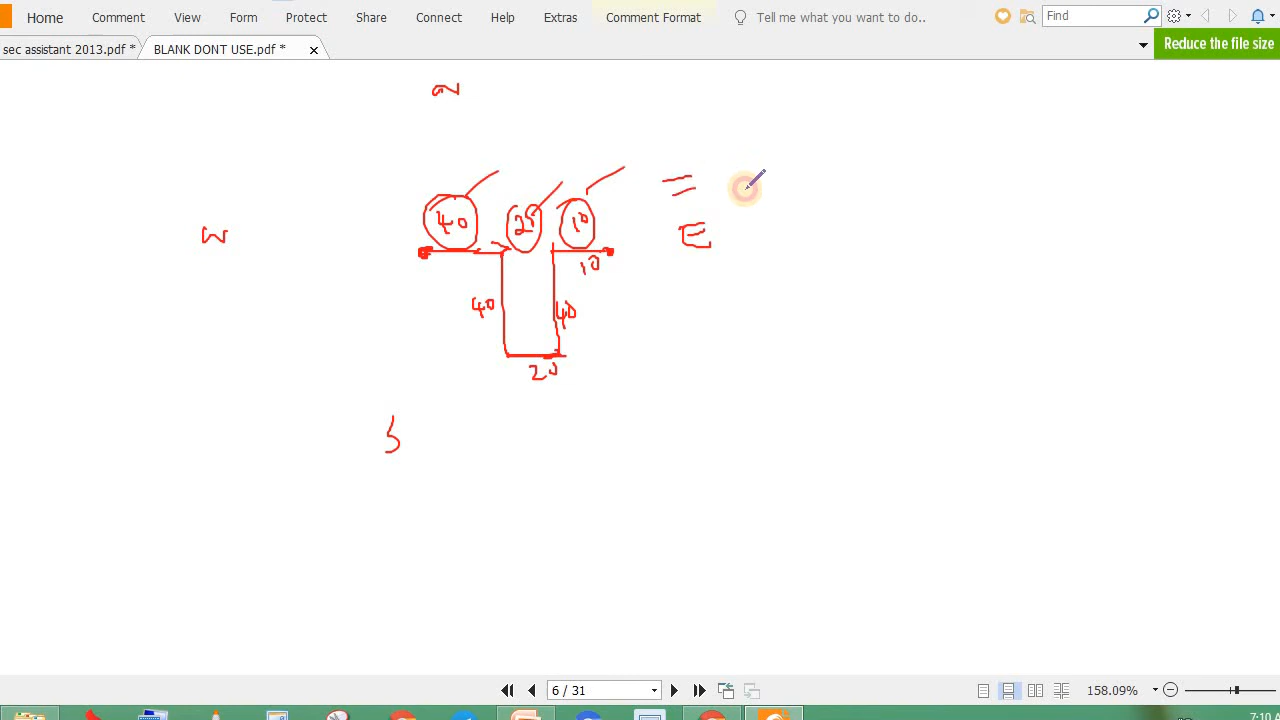 Home Comment View Form Protect Share Connect Help Extras Comment Format Tell me what you want to do.. Find
sec assistant 2013.pdf * BLANK DONT USE.pdf * Reduce the file size
N
40 20 10 =
W E
10
40 40
20
S
6 / 31 158.09%